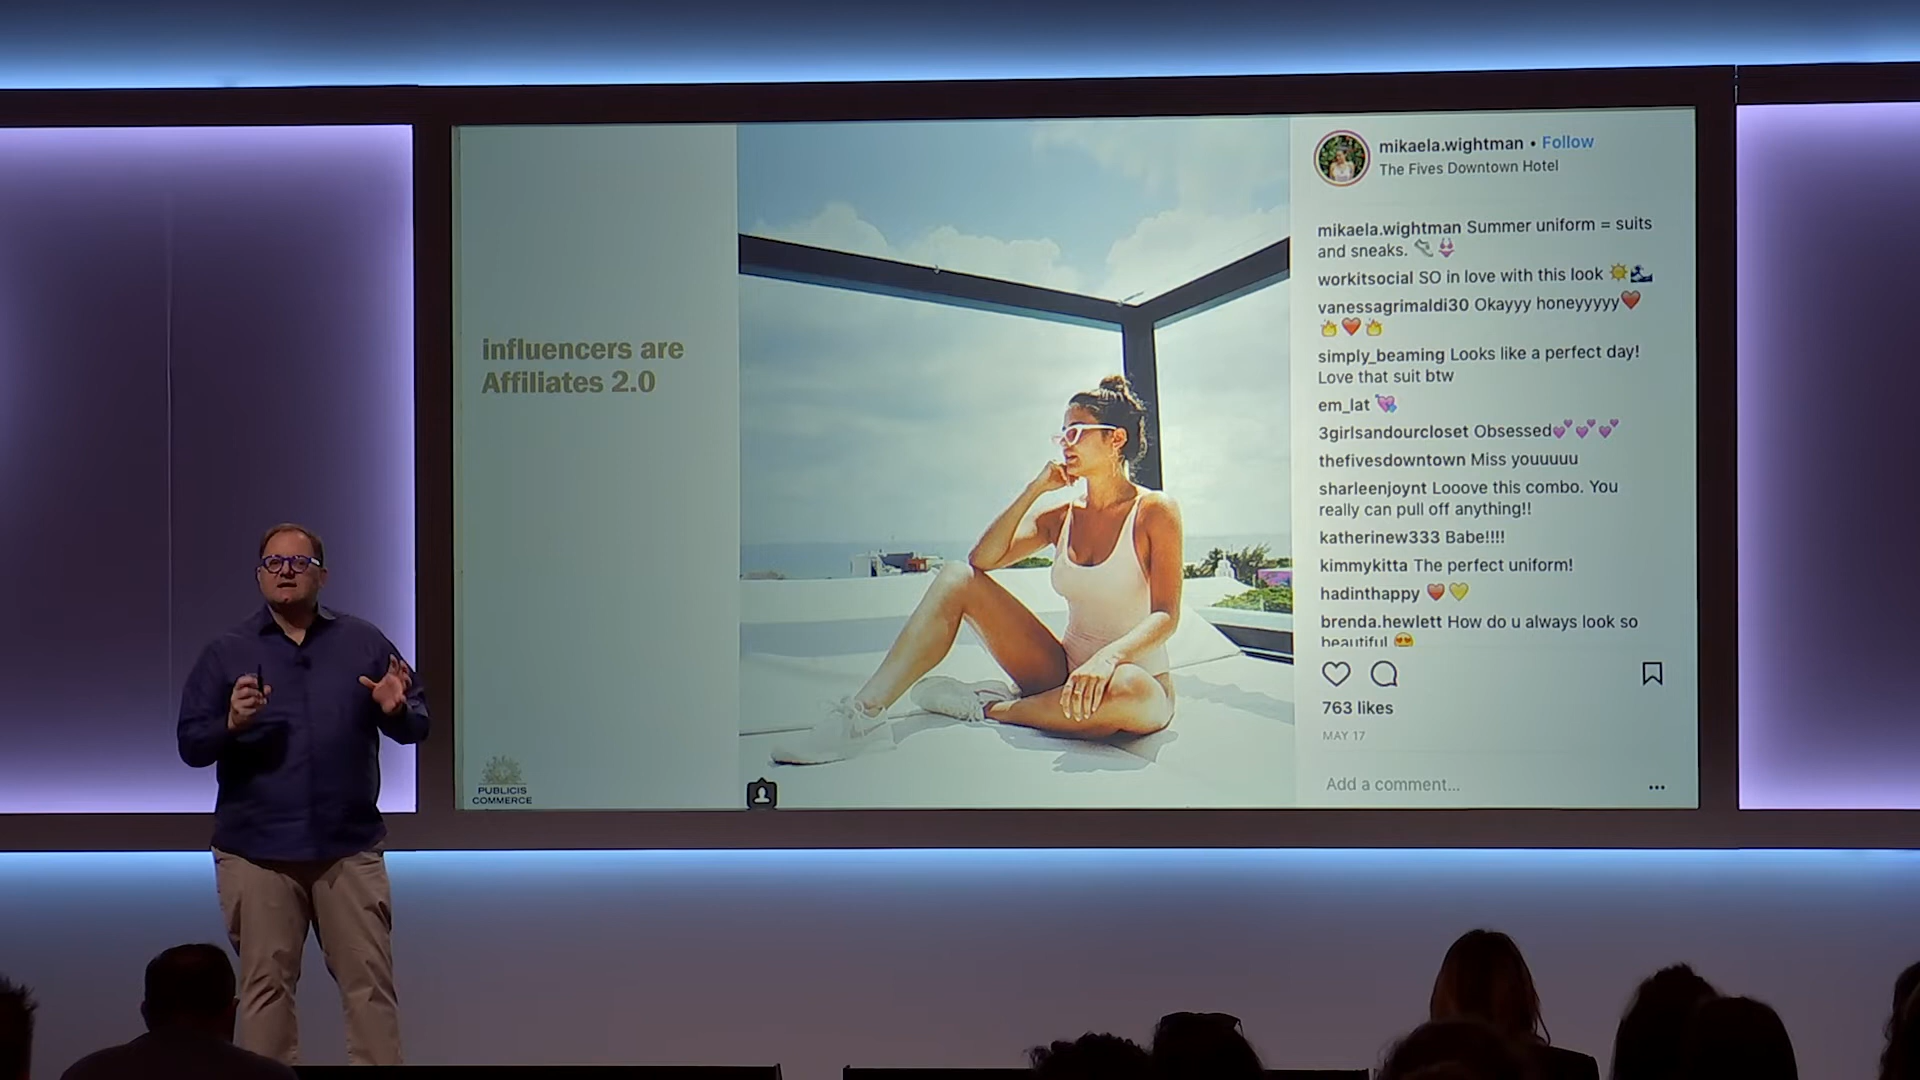 influencers are
Affiliates 2.0
PUBLICIS
COMMERCE
mikaela.wightman • Follow
The Fives Downtown Hotel
mikaela.wightman Summer uniform = suits
and sneaks. 👟👙
workitsocial SO in love with this look ☀️🌊
vanessagrimaldi30 Okayyy honeyyyyy❤️
🔥❤️🔥
simply_beaming Looks like a perfect day!
Love that suit btw
em_lat 💘
3girlsandourcloset Obsessed💕💕💕
thefivesdowntown Miss youuuuu
sharleenjoynt Looove this combo. You
really can pull off anything!!
katherinew333 Babe!!!!
kimmykitta The perfect uniform!
hadinthappy ❤️💛
brenda.hewlett How do u always look so
beautiful 😍
763 likes
MAY 17
Add a comment...